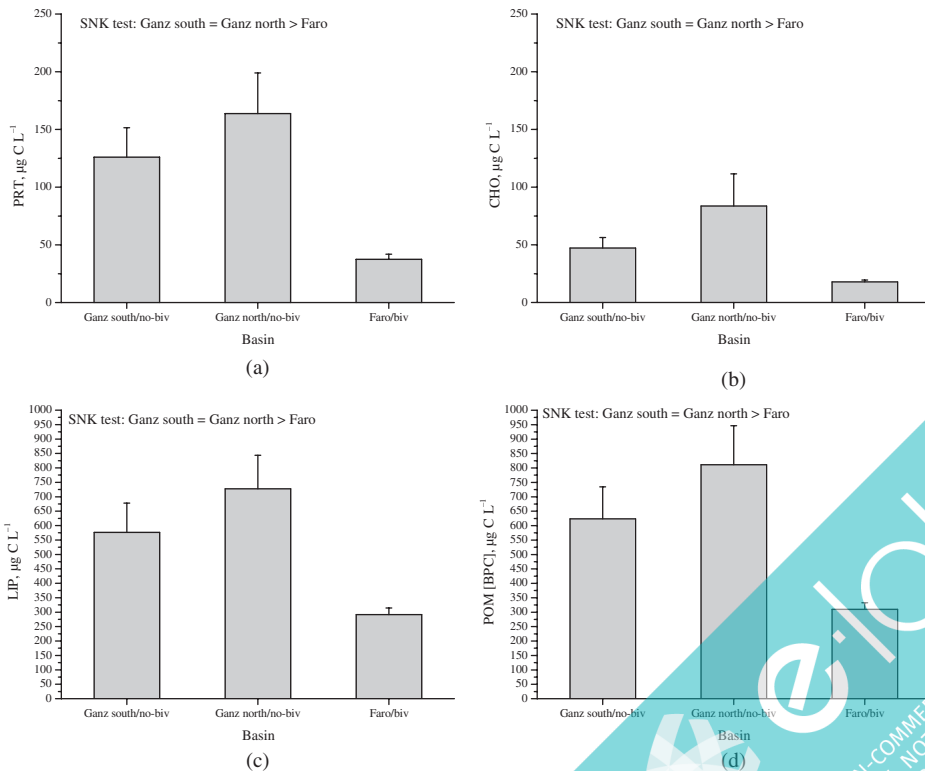 SNK test: Ganz south = Ganz north > Faro
250
200
150
100
50
0
PRT, µg C L⁻¹
Ganz south/no-biv Ganz north/no-biv Faro/biv
Basin
(a)
SNK test: Ganz south = Ganz north > Faro
250
200
150
100
50
0
CHO, µg C L⁻¹
Ganz south/no-biv Ganz north/no-biv Faro/biv
Basin
(b)
SNK test: Ganz south = Ganz north > Faro
1000
950
900
850
800
750
700
650
600
550
500
450
400
350
300
250
200
150
100
50
0
LIP, µg C L⁻¹
Ganz south/no-biv Ganz north/no-biv Faro/biv
Basin
(c)
SNK test: Ganz south = Ganz north > Faro
1000
950
900
850
800
750
700
650
600
550
500
450
400
350
300
250
200
150
100
50
0
POM [BPC], µg C L⁻¹
Ganz south/no-biv Ganz north/no-biv Faro/biv
Basin
(d)
NOT